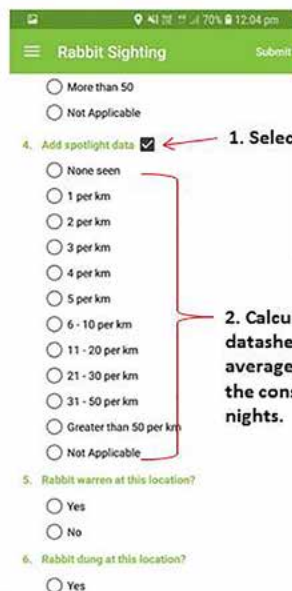 70% 12:04 pm
Rabbit Sighting Submit
More than 50
Not Applicable
4. Add spotlight data
1. Selec
None seen
1 per km
2 per km
3 per km
4 per km
5 per km
6 - 10 per km
11 - 20 per km
21 - 30 per km
31 - 50 per km
Greater than 50 per km
Not Applicable
2. Calcu
datashe
average
the cons
nights.
5. Rabbit warren at this location?
Yes
No
6. Rabbit dung at this location?
Yes